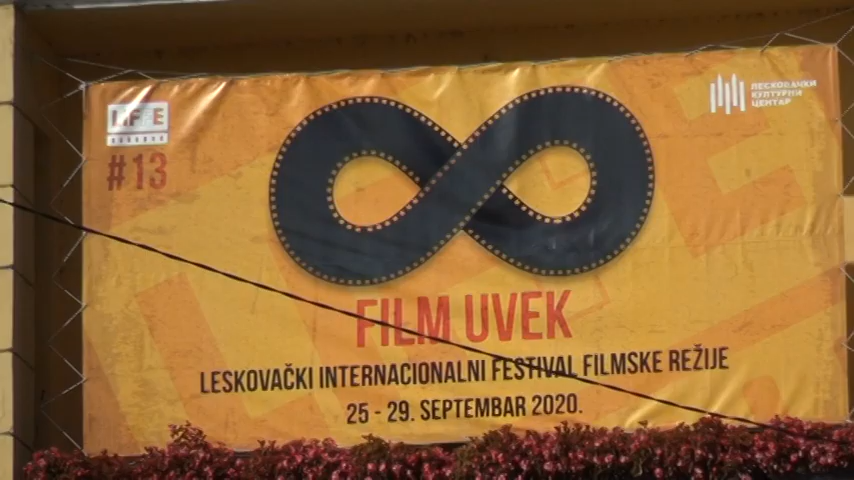 LIFFE
#13
ЛЕСКОВАЧКИ
КУЛТУРНИ
ЦЕНТАР
FILM UVEK
LESKOVAČKI INTERNACIONALNI FESTIVAL FILMSKE REŽIJE
25 - 29. SEPTEMBAR 2020.